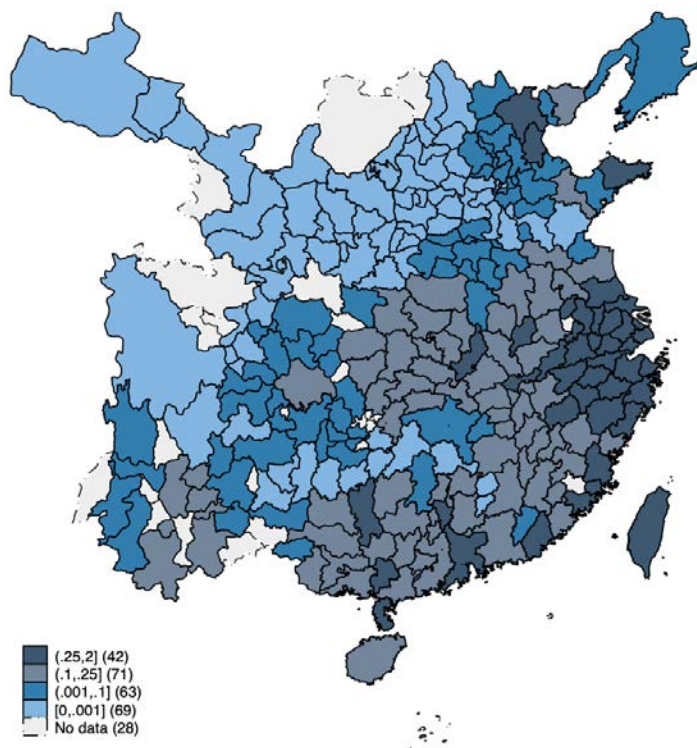 (.25,2] (42)
(.1,.25] (71)
(.001,.1] (63)
[0,.001] (69)
No data (28)